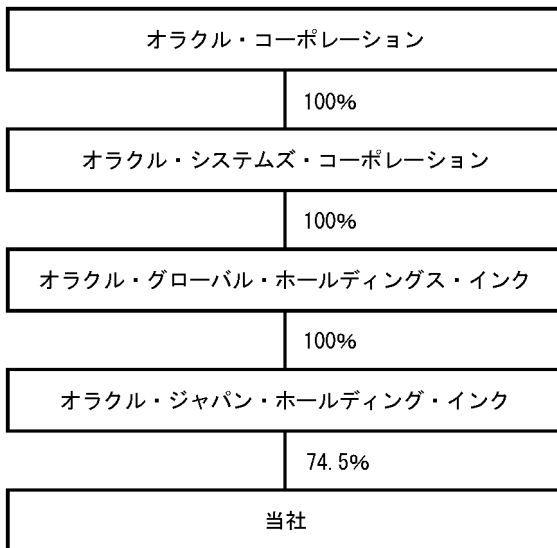 オラクル・コーポレーション
100%
オラクル・システムズ・コーポレーション
100%
オラクル・グローバル・ホールディングス・インク
100%
オラクル・ジャパン・ホールディング・インク
74.5%
当社